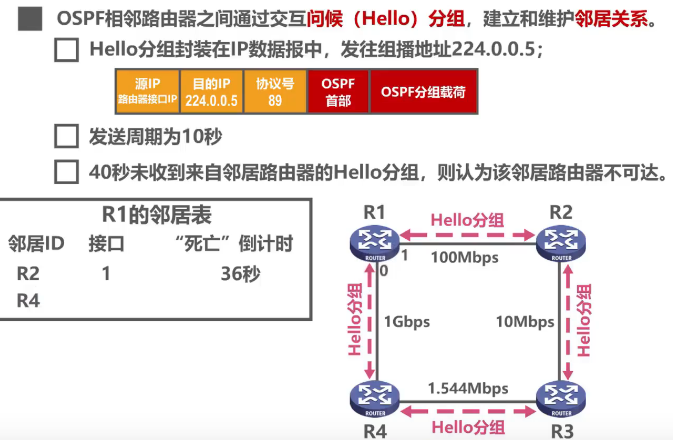 OSPF相邻路由器之间通过交互问候（Hello）分组，建立和维护邻居关系。
Hello分组封装在IP数据报中，发往组播地址224.0.0.5；
源IP 目的IP 协议号 OSPF OSPF分组载荷
路由器接口IP 224.0.0.5 89 首部
发送周期为10秒
40秒未收到来自邻居路由器的Hello分组，则认为该邻居路由器不可达。
R1的邻居表
邻居ID 接口 “死亡”倒计时
R2 1 36秒
R4
R1 Hello分组 R2
1
100Mbps
ROUTER ROUTER
0
Hello分组 1Gbps 10Mbps Hello分组
1.544Mbps
ROUTER ROUTER
R4 Hello分组 R3